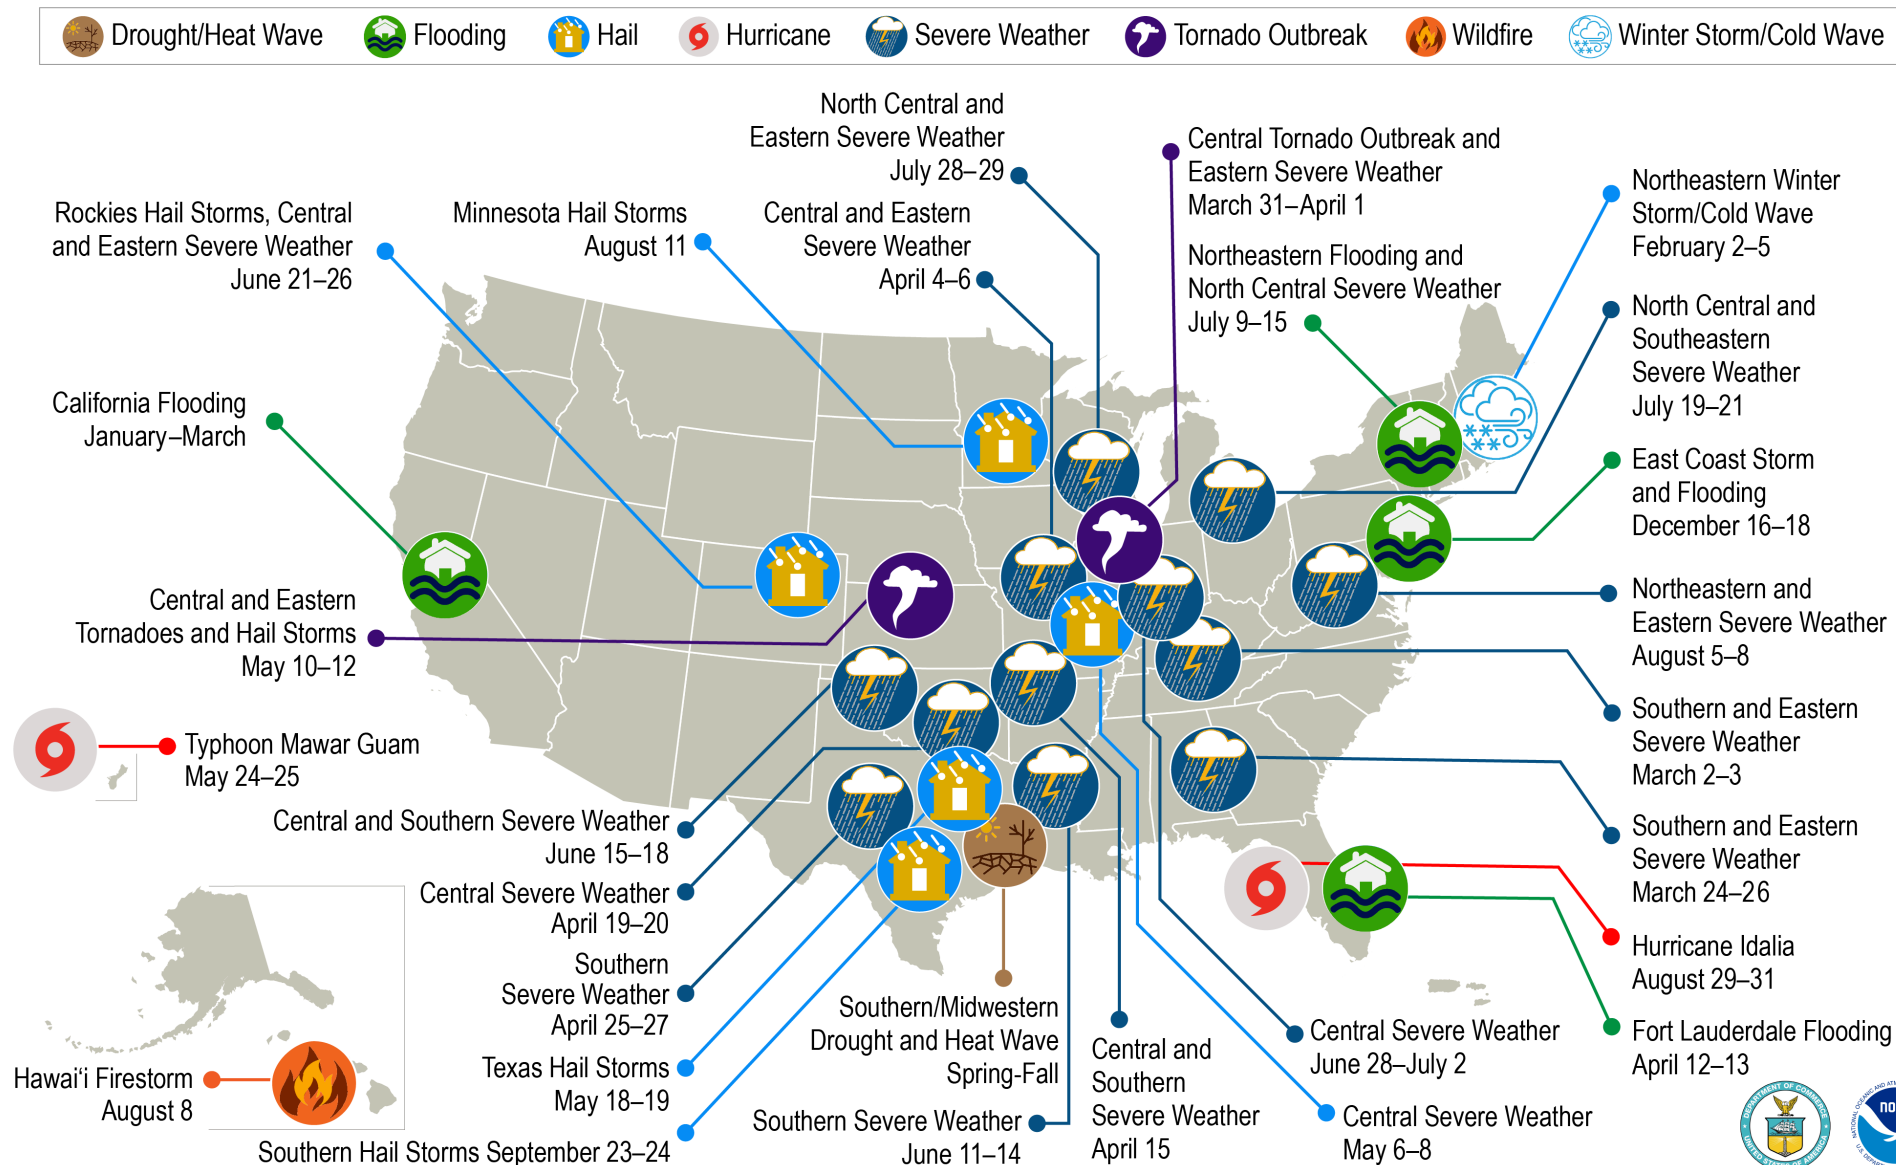 Drought/Heat Wave
Flooding
Hail
Hurricane
Severe Weather
Tornado Outbreak
Wildfire
Winter Storm/Cold Wave
North Central and
Eastern Severe Weather
July 28–29
Central Tornado Outbreak and
Eastern Severe Weather
March 31–April 1
Northeastern Winter
Storm/Cold Wave
February 2–5
Rockies Hail Storms, Central
and Eastern Severe Weather
June 21–26
Minnesota Hail Storms
August 11
Central and Eastern
Severe Weather
April 4–6
Northeastern Flooding and
North Central Severe Weather
July 9–15
North Central and
Southeastern
Severe Weather
July 19–21
California Flooding
January–March
East Coast Storm
and Flooding
December 16–18
Central and Eastern
Tornadoes and Hail Storms
May 10–12
Northeastern and
Eastern Severe Weather
August 5–8
Typhoon Mawar Guam
May 24–25
Southern and Eastern
Severe Weather
March 2–3
Central and Southern Severe Weather
June 15–18
Southern and Eastern
Severe Weather
March 24–26
Central Severe Weather
April 19–20
Hurricane Idalia
August 29–31
Southern
Severe Weather
April 25–27
Southern/Midwestern
Drought and Heat Wave
Spring-Fall
Central and
Southern
Severe Weather
April 15
Central Severe Weather
June 28–July 2
Fort Lauderdale Flooding
April 12–13
Hawaiʻi Firestorm
August 8
Texas Hail Storms
May 18–19
Southern Severe Weather
June 11–14
Central Severe Weather
May 6–8
Southern Hail Storms September 23–24
DEPARTMENT OF COMMERCE
UNITED STATES OF AMERICA